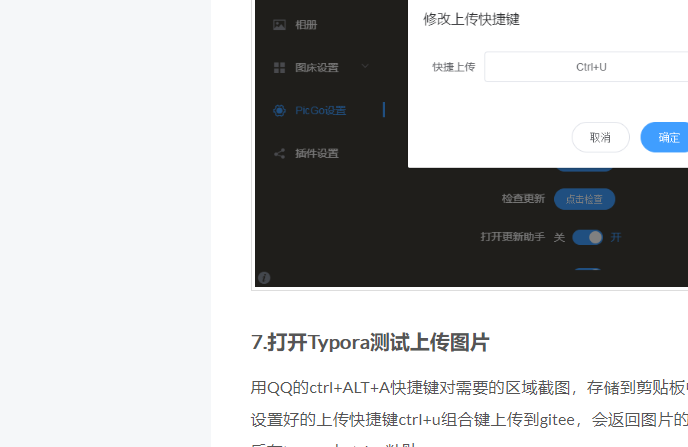 修改上传快捷键
相册
快捷上传 Ctrl+U
图床设置
PicGo设置
取消 确定
插件设置
检查更新 点击检查
打开更新助手 关 开
7.打开Typora测试上传图片
用QQ的ctrl+ALT+A快捷键对需要的区域截图，存储到剪贴板
设置好的上传快捷键ctrl+u组合键上传到gitee，会返回图片的